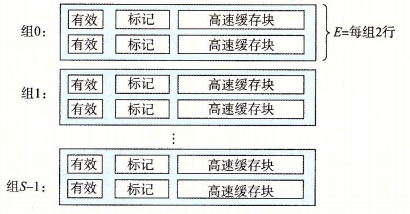 组0： 有效 标记 高速缓存块
有效 标记 高速缓存块
E=每组2行
组1： 有效 标记 高速缓存块
有效 标记 高速缓存块
⋮
组S-1： 有效 标记 高速缓存块
有效 标记 高速缓存块